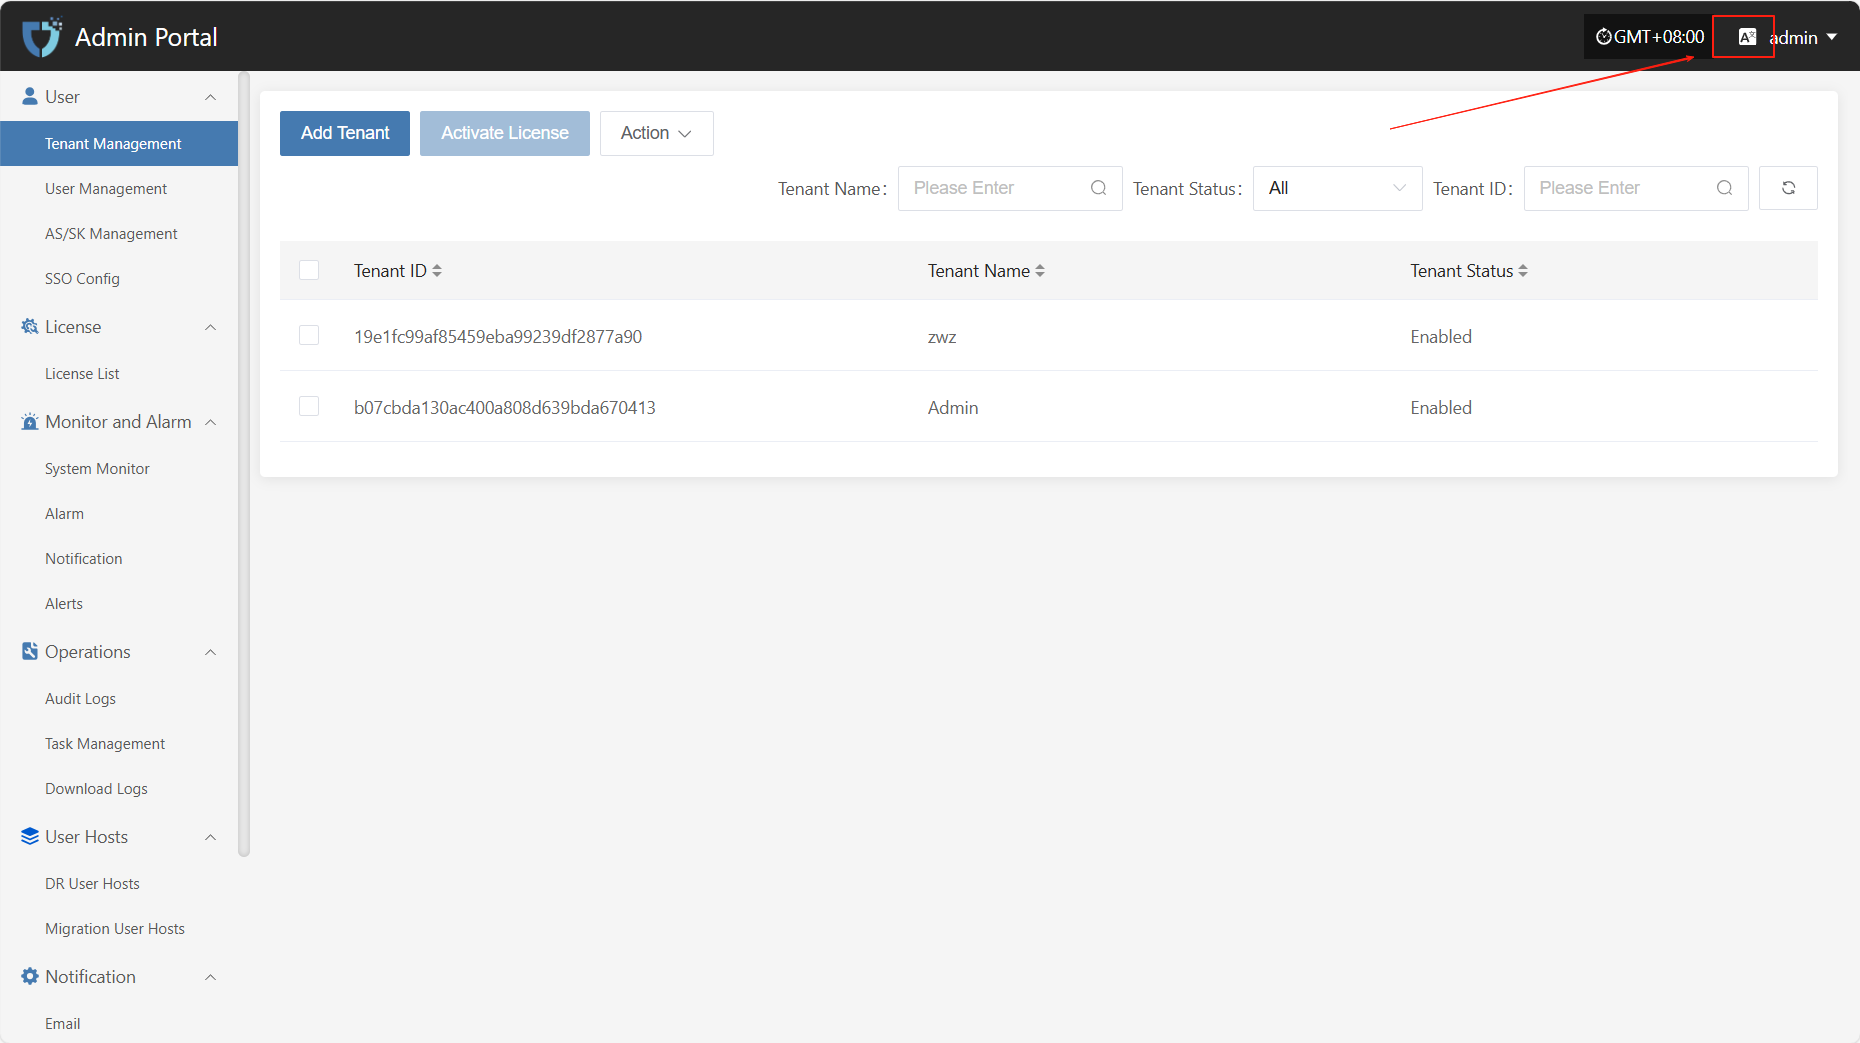 Admin Portal
GMT+08:00
admin
User
Tenant Management
User Management
AS/SK Management
SSO Config
License
License List
Monitor and Alarm
System Monitor
Alarm
Notification
Alerts
Operations
Audit Logs
Task Management
Download Logs
User Hosts
DR User Hosts
Migration User Hosts
Notification
Email
Add Tenant
Activate License
Action
Tenant Name: Please Enter
Tenant Status: All
Tenant ID: Please Enter
Tenant ID Tenant Name Tenant Status
19e1fc99af85459eba99239df2877a90 zwz Enabled
b07cbda130ac400a808d639bda670413 Admin Enabled